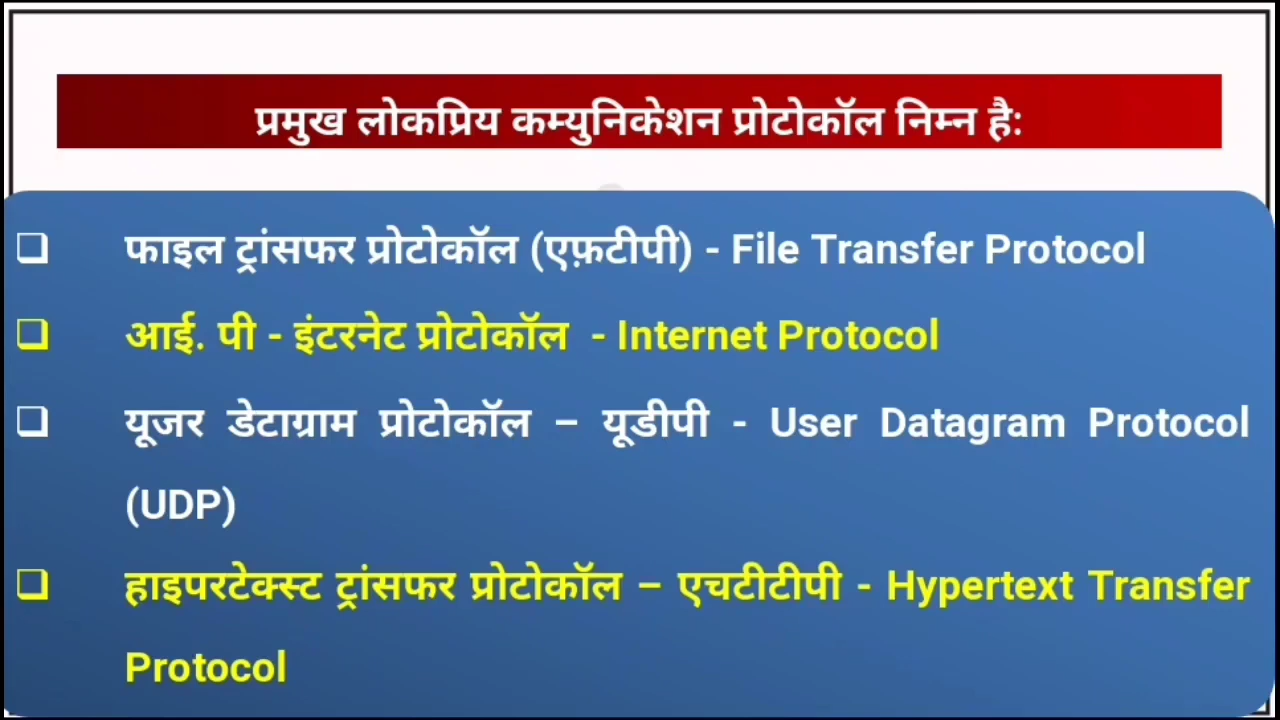 प्रमुख लोकप्रिय कम्युनिकेशन प्रोटोकॉल निम्न है:
फाइल ट्रांसफर प्रोटोकॉल (एफ़टीपी) - File Transfer Protocol
आई. पी - इंटरनेट प्रोटोकॉल - Internet Protocol
यूजर डेटाग्राम प्रोटोकॉल – यूडीपी - User Datagram Protocol
(UDP)
हाइपरटेक्स्ट ट्रांसफर प्रोटोकॉल – एचटीटीपी - Hypertext Transfer
Protocol